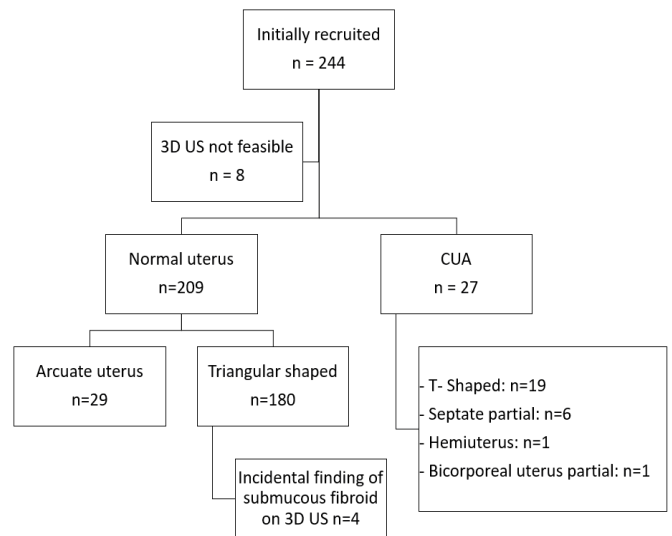 Initially recruited
n = 244
3D US not feasible
n = 8
Normal uterus
n=209
CUA
n = 27
Arcuate uterus
n=29
Triangular shaped
n=180
- T- Shaped: n=19
- Septate partial: n=6
- Hemiuterus: n=1
- Bicorporeal uterus partial: n=1
Incidental finding of
submucous fibroid
on 3D US n=4